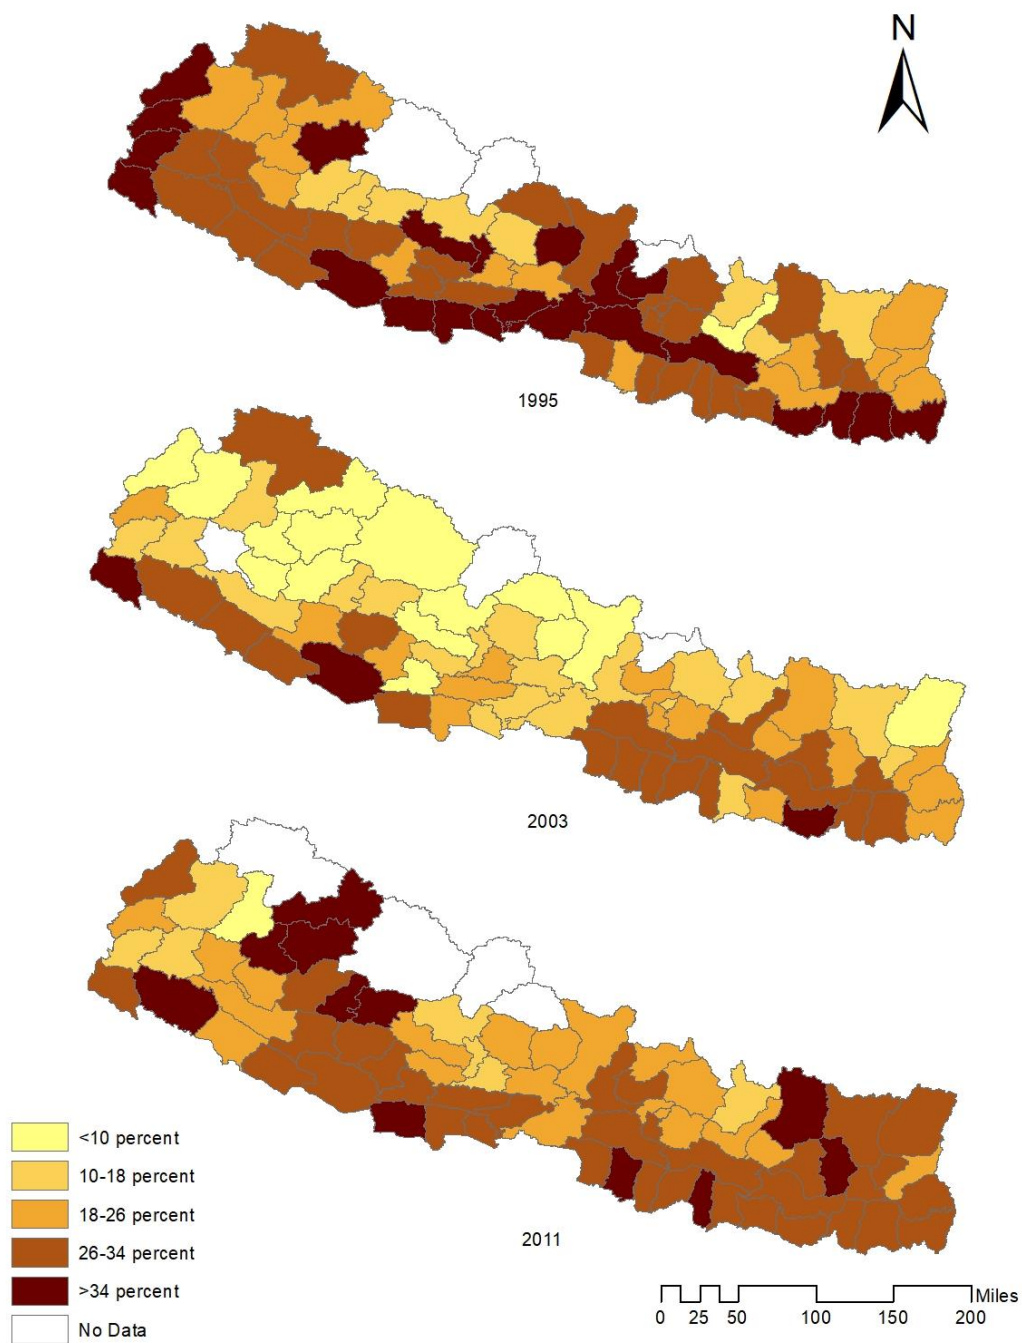 N
1995
2003
2011
<10 percent
10-18 percent
18-26 percent
26-34 percent
>34 percent
No Data
Miles
0 25 50 100 150 200